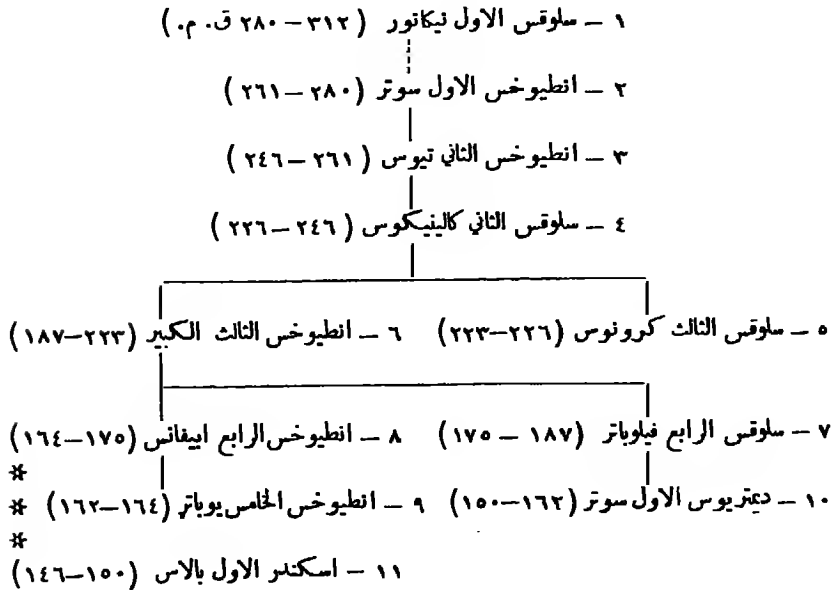 ١ – سلوقس الاول نيكاتور (٣١٢ – ٢٨٠ ق. م.)
٢ – انطيوخس الاول سوتر (٢٨٠ – ٢٦١)
٣ – انطيوخس الثاني تيوس (٢٦١ – ٢٤٦)
٤ – سلوقس الثاني كالينيكوس (٢٤٦ – ٢٢٦)
٥ – سلوقس الثالث كرونوس (٢٢٦–٢٢٣) ٦ – انطيوخس الثالث الكبير (٢٢٣–١٨٧)
٧ – سلوقس الرابع فيلوباتر (١٨٧ – ١٧٥) ٨ – انطيوخس الرابع ابيفانس (١٧٥–١٦٤)
*
١٠ – ديمتريوس الاول سوتر (١٦٢–١٥٠) ٩ – انطيوخس الخامس يوباتر (١٦٤–١٦٢) *
*
١١ – اسكندر الاول بالاس (١٥٠–١٤٦)